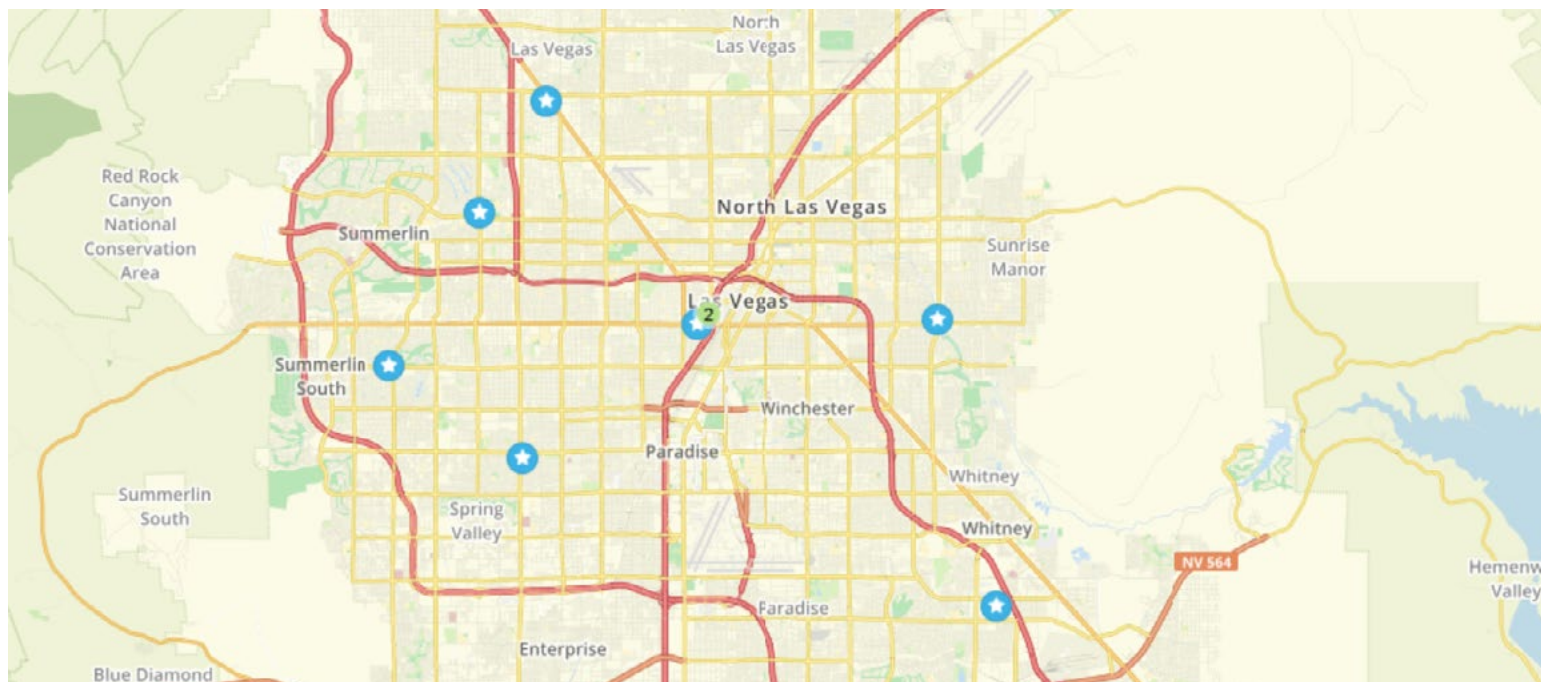 North
Las Vegas
Las Vegas
Red Rock
Canyon
National
Conservation
Area
North Las Vegas
Summerlin
Sunrise
Manor
Las Vegas
2
Summerlin
South
Winchester
Paradise
Whitney
Summerlin
South
Spring
Valley
Whitney
NV 564
Hemenw
Valley
Paradise
Enterprise
Blue Diamond